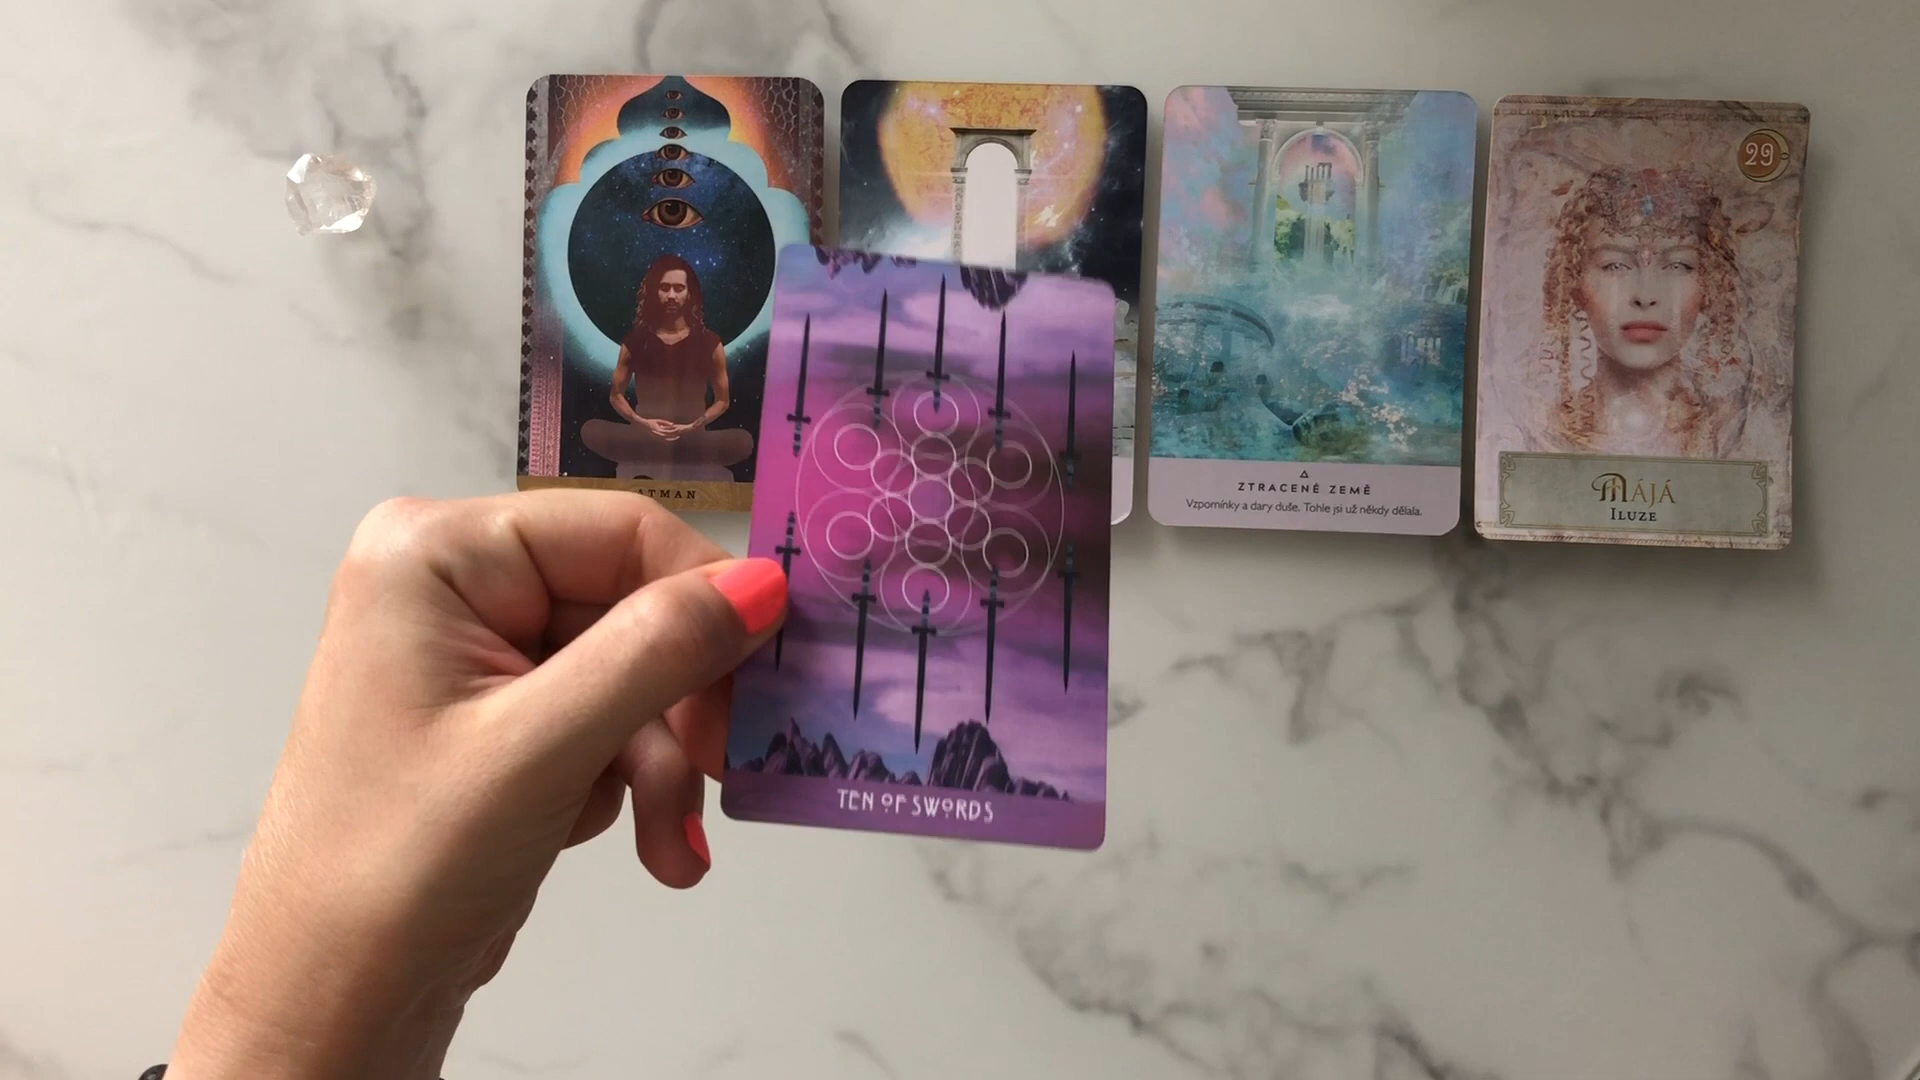 ATMAN
ZTRACENÉ ZEMĚ
Vzpomínky a dary duše. Tohle jsi už někdy dělala.
29
MÁJÁ
ILUZE
TEN OF SWORDS